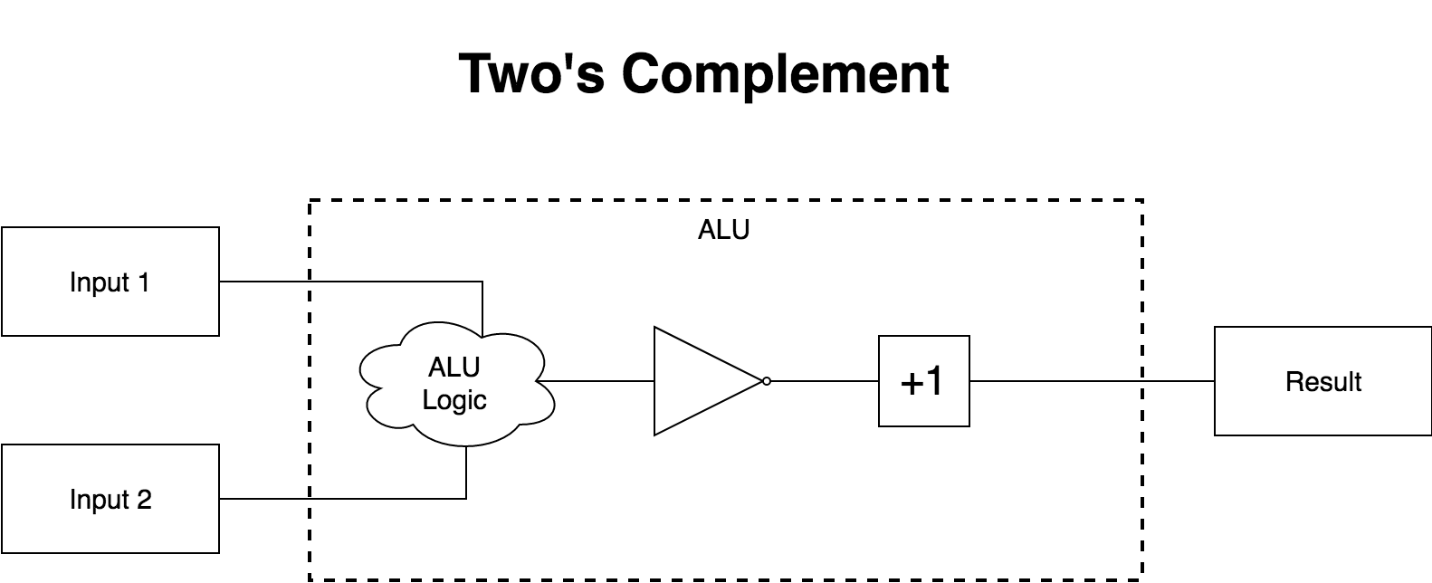 Two's Complement
ALU
Input 1
ALU
Logic
+1
Result
Input 2